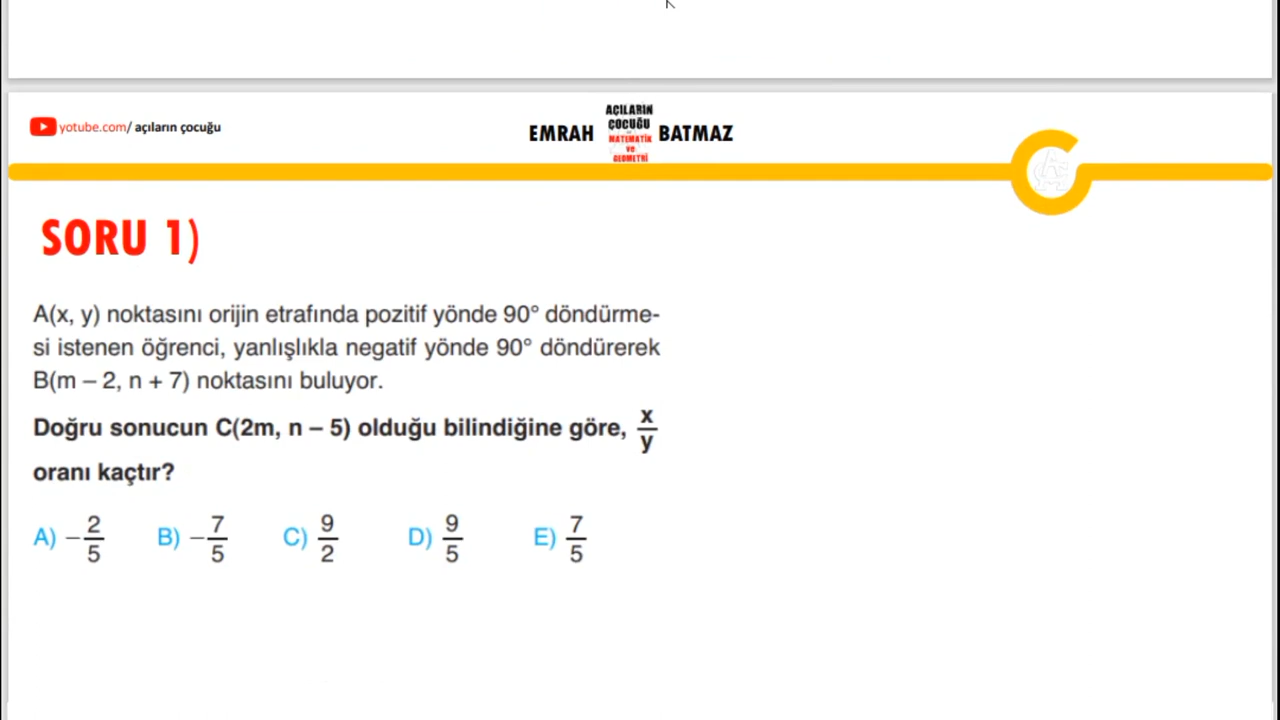 yotube.com/ açıların çocuğu
EMRAH
AÇILARIN
ÇOCUĞU
MATEMATİK
ve
GEOMETRİ
BATMAZ
SORU 1)
A(x, y) noktasını orijin etrafında pozitif yönde 90° döndürme-
si istenen öğrenci, yanlışlıkla negatif yönde 90° döndürerek
B(m – 2, n + 7) noktasını buluyor.
Doğru sonucun C(2m, n – 5) olduğu bilindiğine göre, x/y
oranı kaçtır?
A) –2/5 B) –7/5 C) 9/2 D) 9/5 E) 7/5